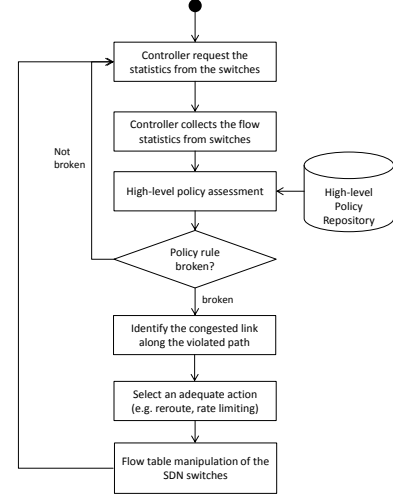 Controller request the
statistics from the switches
Controller collects the flow
statistics from switches
Not
broken
High-level policy assessment
High-level
Policy
Repository
Policy rule
broken?
broken
Identify the congested link
along the violated path
Select an adequate action
(e.g. reroute, rate limiting)
Flow table manipulation of the
SDN switches